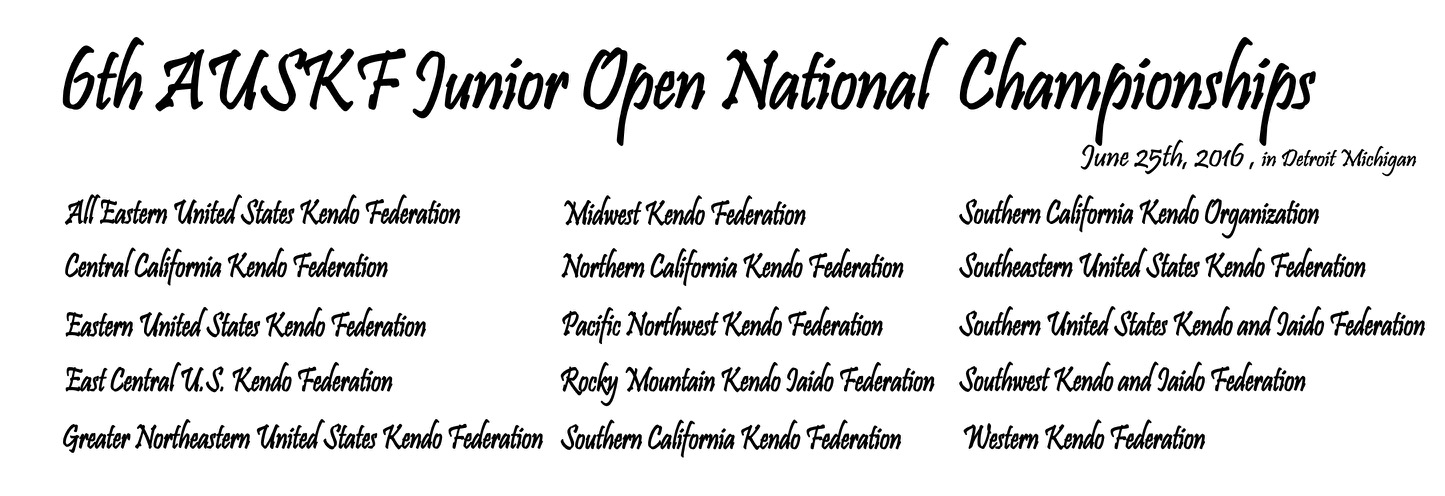 6th AUSKF Junior Open National Championships
June 25th, 2016 , in Detroit Michigan
All Eastern United States Kendo Federation
Central California Kendo Federation
Eastern United States Kendo Federation
East Central U.S. Kendo Federation
Greater Northeastern United States Kendo Federation
Midwest Kendo Federation
Northern California Kendo Federation
Pacific Northwest Kendo Federation
Rocky Mountain Kendo Iaido Federation
Southern California Kendo Federation
Southern California Kendo Organization
Southeastern United States Kendo Federation
Southern United States Kendo and Iaido Federation
Southwest Kendo and Iaido Federation
Western Kendo Federation